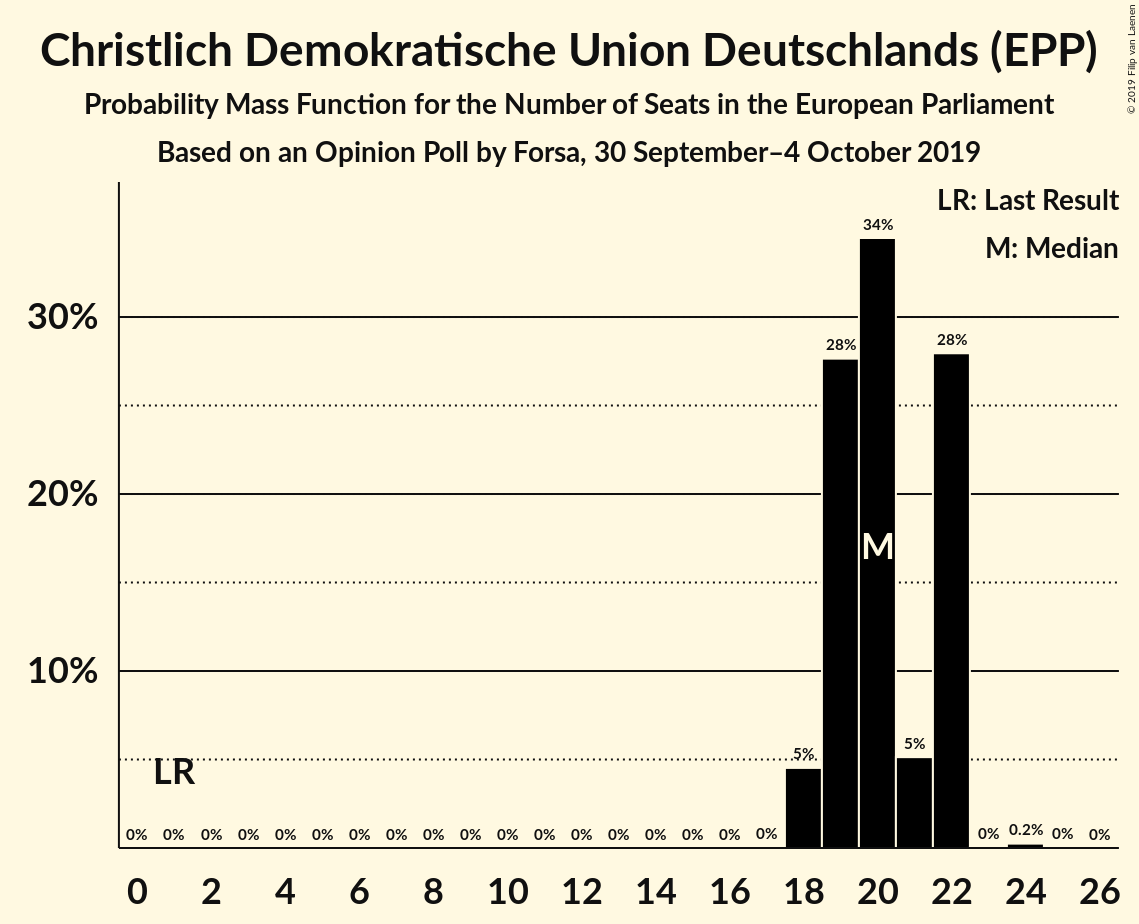 Christlich Demokratische Union Deutschlands (EPP)
Probability Mass Function for the Number of Seats in the European Parliament
Based on an Opinion Poll by Forsa, 30 September–4 October 2019
© 2019 Filip van Laenen
LR: Last Result
M: Median
34%
30%
28%
28%
20%
M
10%
5%
5%
LR
0% 0% 0% 0% 0% 0% 0% 0% 0% 0% 0% 0% 0% 0% 0% 0% 0% 0% 0% 0.2% 0% 0%
0 2 4 6 8 10 12 14 16 18 20 22 24 26